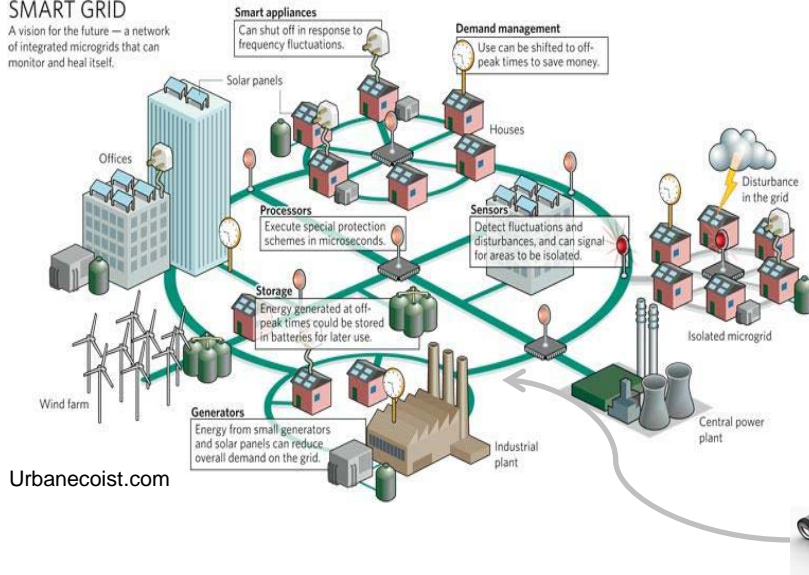 SMART GRID
A vision for the future — a network
of integrated microgrids that can
monitor and heal itself.
Smart appliances
Can shut off in response to
frequency fluctuations.
Demand management
Use can be shifted to off-
peak times to save money.
Solar panels
Houses
Offices
Disturbance
in the grid
Processors
Execute special protection
schemes in microseconds.
Sensors
Detect fluctuations and
disturbances, and can signal
for areas to be isolated.
Storage
Energy generated at off-
peak times could be stored
in batteries for later use.
Isolated microgrid
Wind farm
Generators
Energy from small generators
and solar panels can reduce
overall demand on the grid.
Industrial
plant
Central power
plant
Urbanecoist.com